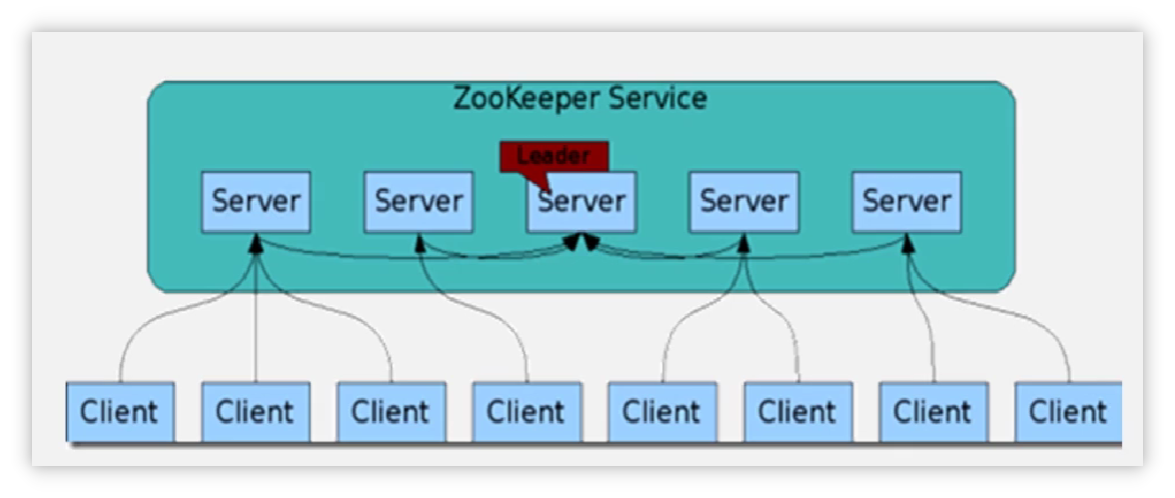 ZooKeeper Service
Leader
Server Server Server Server Server
Client Client Client Client Client Client Client Client